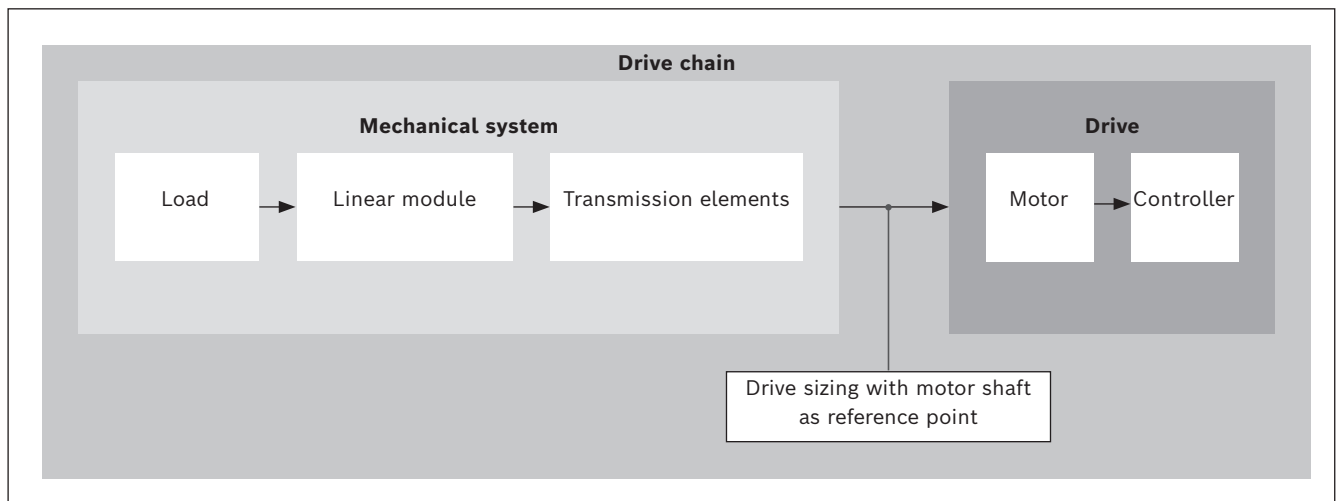 Drive chain
Mechanical system
Drive
Load
Linear module
Transmission elements
Motor
Controller
Drive sizing with motor shaft
as reference point